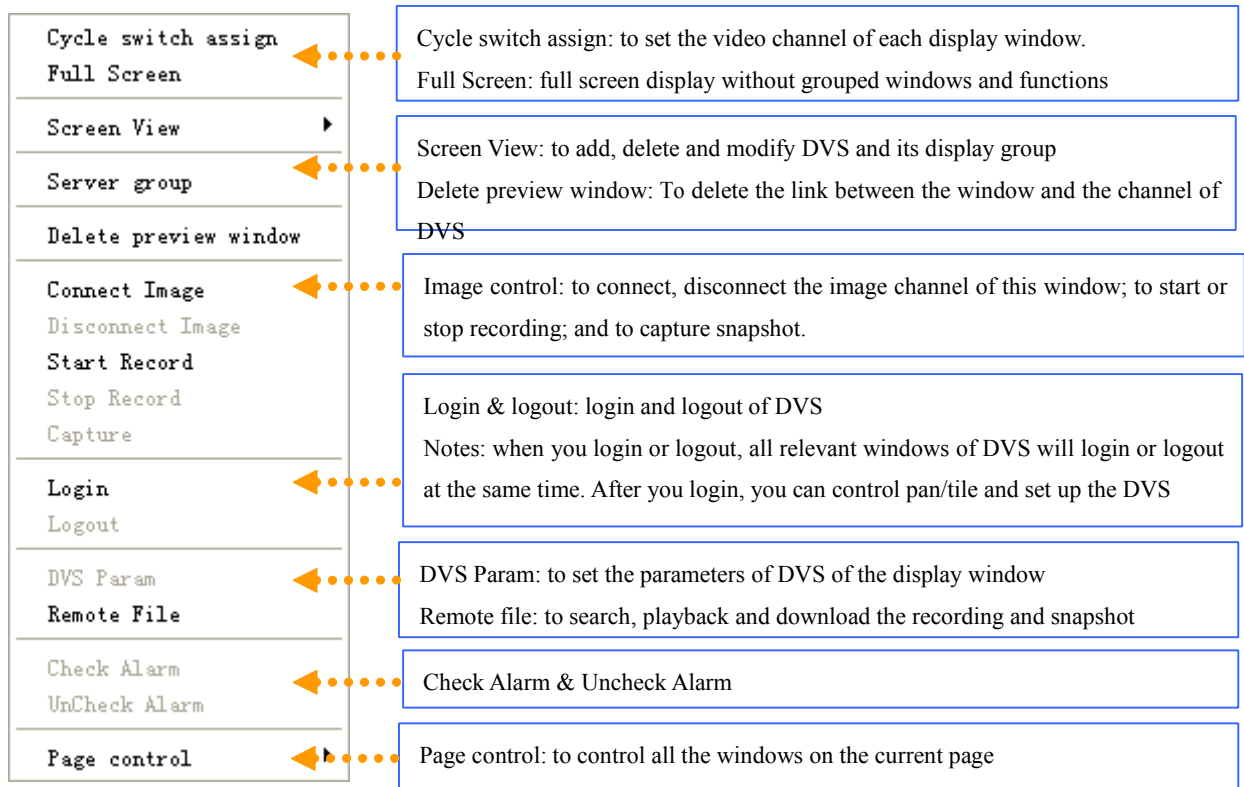 Cycle switch assign
Full Screen
Screen View
Server group
Delete preview window
Connect Image
Disconnect Image
Start Record
Stop Record
Capture
Login
Logout
DVS Param
Remote File
Check Alarm
UnCheck Alarm
Page control
Cycle switch assign: to set the video channel of each display window.
Full Screen: full screen display without grouped windows and functions
Screen View: to add, delete and modify DVS and its display group
Delete preview window: To delete the link between the window and the channel of
DVS
Image control: to connect, disconnect the image channel of this window; to start or
stop recording; and to capture snapshot.
Login & logout: login and logout of DVS
Notes: when you login or logout, all relevant windows of DVS will login or logout
at the same time. After you login, you can control pan/tile and set up the DVS
DVS Param: to set the parameters of DVS of the display window
Remote file: to search, playback and download the recording and snapshot
Check Alarm & Uncheck Alarm
Page control: to control all the windows on the current page